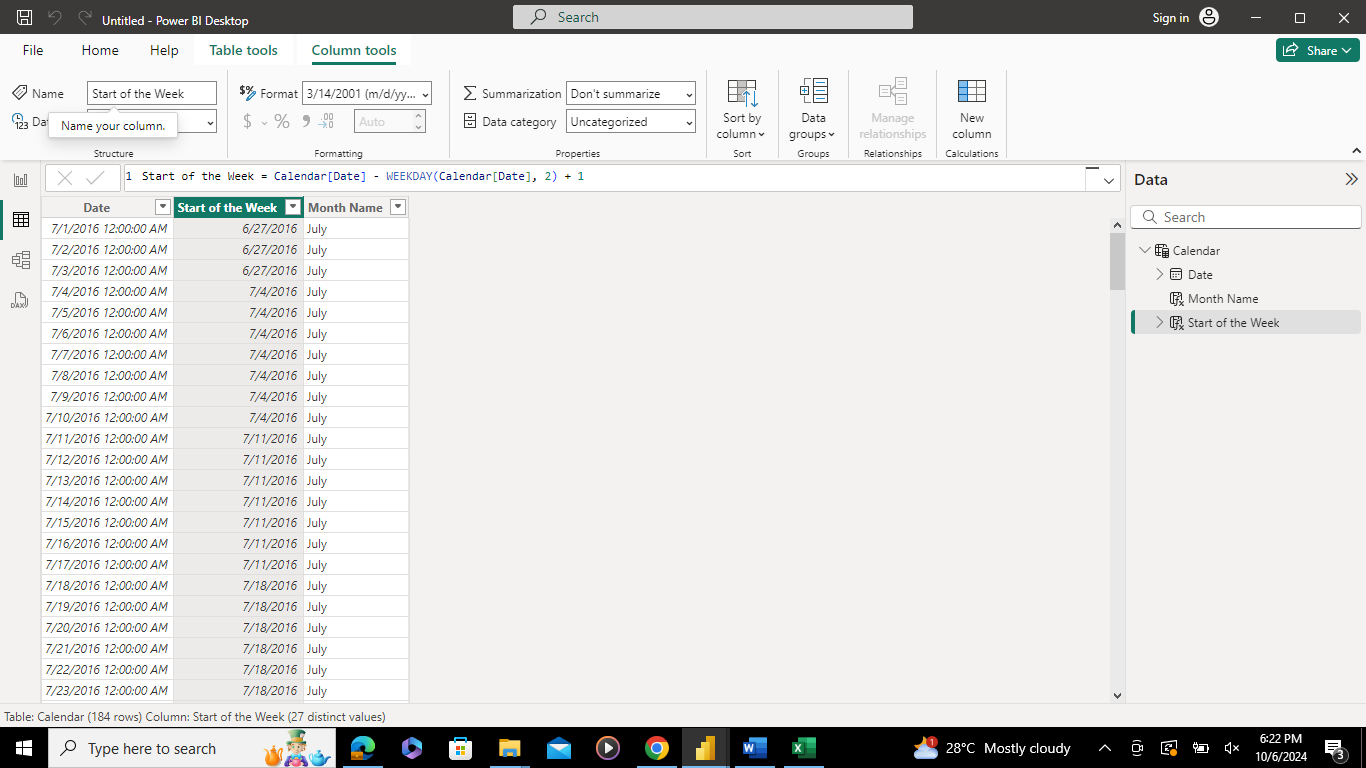 Untitled - Power BI Desktop
Search
Sign in
File
Home
Help
Table tools
Column tools
Share
Name
Start of the Week
Format
3/14/2001 (m/d/yy...
Summarization
Don't summarize
Sort by
column
Data
groups
Manage
relationships
New
column
Dat
Name your column.
$
%
9
.00
Auto
Data category
Uncategorized
Structure
Formatting
Properties
Sort
Groups
Relationships
Calculations
1 Start of the Week = Calendar[Date] - WEEKDAY(Calendar[Date], 2) + 1
Date Start of the Week Month Name
7/1/2016 12:00:00 AM 6/27/2016 July
7/2/2016 12:00:00 AM 6/27/2016 July
7/3/2016 12:00:00 AM 6/27/2016 July
7/4/2016 12:00:00 AM 7/4/2016 July
7/5/2016 12:00:00 AM 7/4/2016 July
7/6/2016 12:00:00 AM 7/4/2016 July
7/7/2016 12:00:00 AM 7/4/2016 July
7/8/2016 12:00:00 AM 7/4/2016 July
7/9/2016 12:00:00 AM 7/4/2016 July
7/10/2016 12:00:00 AM 7/4/2016 July
7/11/2016 12:00:00 AM 7/11/2016 July
7/12/2016 12:00:00 AM 7/11/2016 July
7/13/2016 12:00:00 AM 7/11/2016 July
7/14/2016 12:00:00 AM 7/11/2016 July
7/15/2016 12:00:00 AM 7/11/2016 July
7/16/2016 12:00:00 AM 7/11/2016 July
7/17/2016 12:00:00 AM 7/11/2016 July
7/18/2016 12:00:00 AM 7/18/2016 July
7/19/2016 12:00:00 AM 7/18/2016 July
7/20/2016 12:00:00 AM 7/18/2016 July
7/21/2016 12:00:00 AM 7/18/2016 July
7/22/2016 12:00:00 AM 7/18/2016 July
7/23/2016 12:00:00 AM 7/18/2016 July
Data
Search
Calendar
Date
Month Name
Start of the Week
Table: Calendar (184 rows) Column: Start of the Week (27 distinct values)
Type here to search
28°C Mostly cloudy
6:22 PM
10/6/2024
3